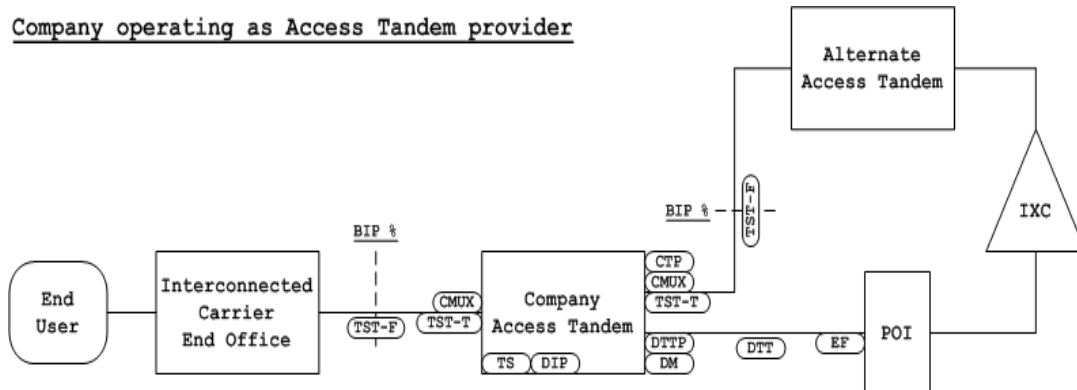 Company operating as Access Tandem provider
Alternate
Access Tandem
TST-F
BIP %
IXC
BIP %
End
User
Interconnected
Carrier
End Office
TST-F
CMUX
TST-T
Company
Access Tandem
TS
DIP
CTP
CMUX
TST-T
DTTP
DM
DTT
EF
POI